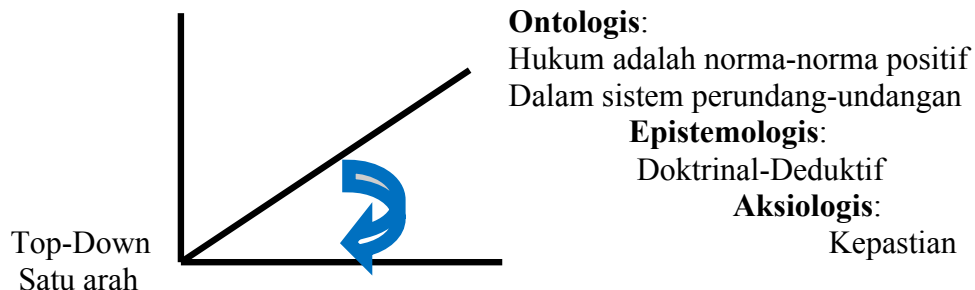 Ontologis:
Hukum adalah norma-norma positif
Dalam sistem perundang-undangan
Epistemologis:
Doktrinal-Deduktif
Aksiologis:
Kepastian
Top-Down
Satu arah